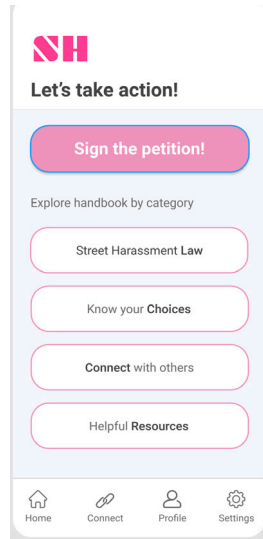 SH
Let's take action!
Sign the petition!
Explore handbook by category
Street Harassment Law
Know your Choices
Connect with others
Helpful Resources
Home Connect Profile Settings